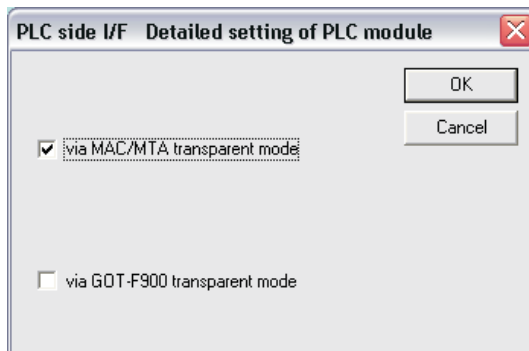 PLC side I/F   Detailed setting of PLC module
OK
Cancel
via MAC/MTA transparent mode
via GOT-F900 transparent mode